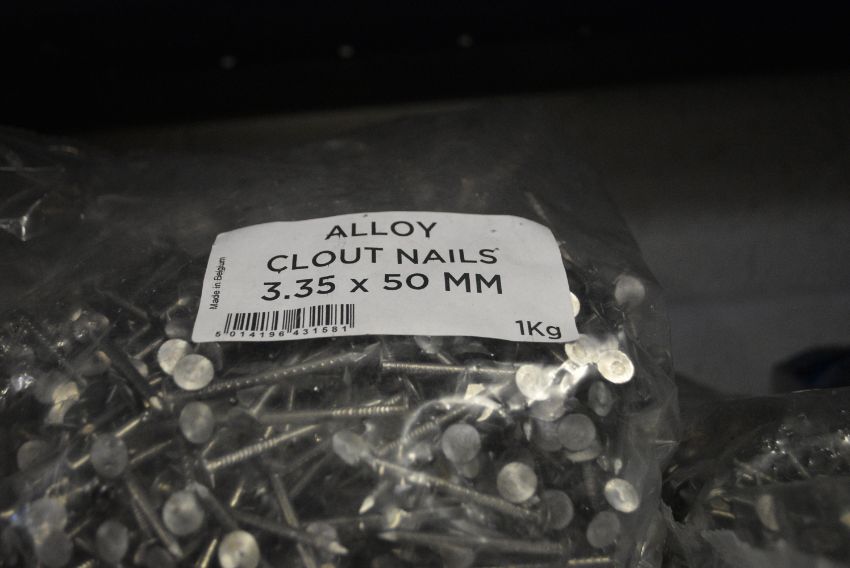 ALLOY
CLOUT NAILS
3.35 x 50 MM
Made in Belgium
5 014196 431581
1Kg